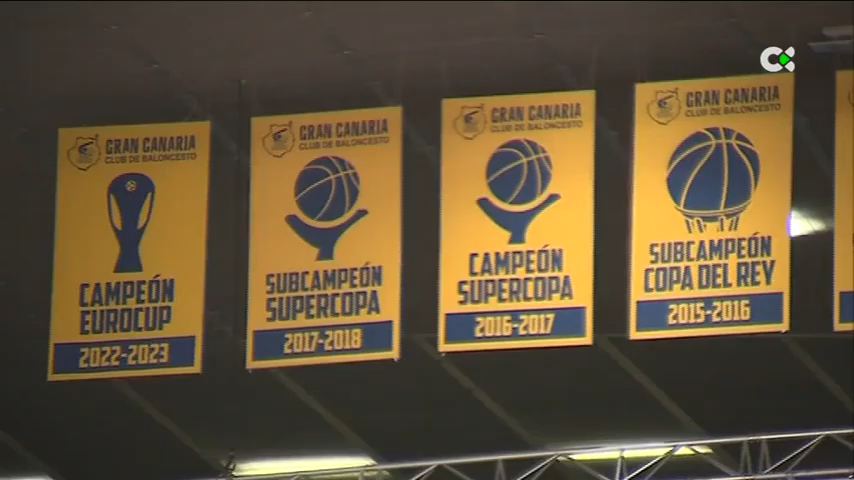 GRAN CANARIA
CLUB DE BALONCESTO
CAMPEÓN
EUROCUP
2022-2023
GRAN CANARIA
CLUB DE BALONCESTO
SUBCAMPEÓN
SUPERCOPA
2017-2018
GRAN CANARIA
CLUB DE BALONCESTO
CAMPEÓN
SUPERCOPA
2016-2017
GRAN CANARIA
CLUB DE BALONCESTO
SUBCAMPEÓN
COPA DEL REY
2015-2016